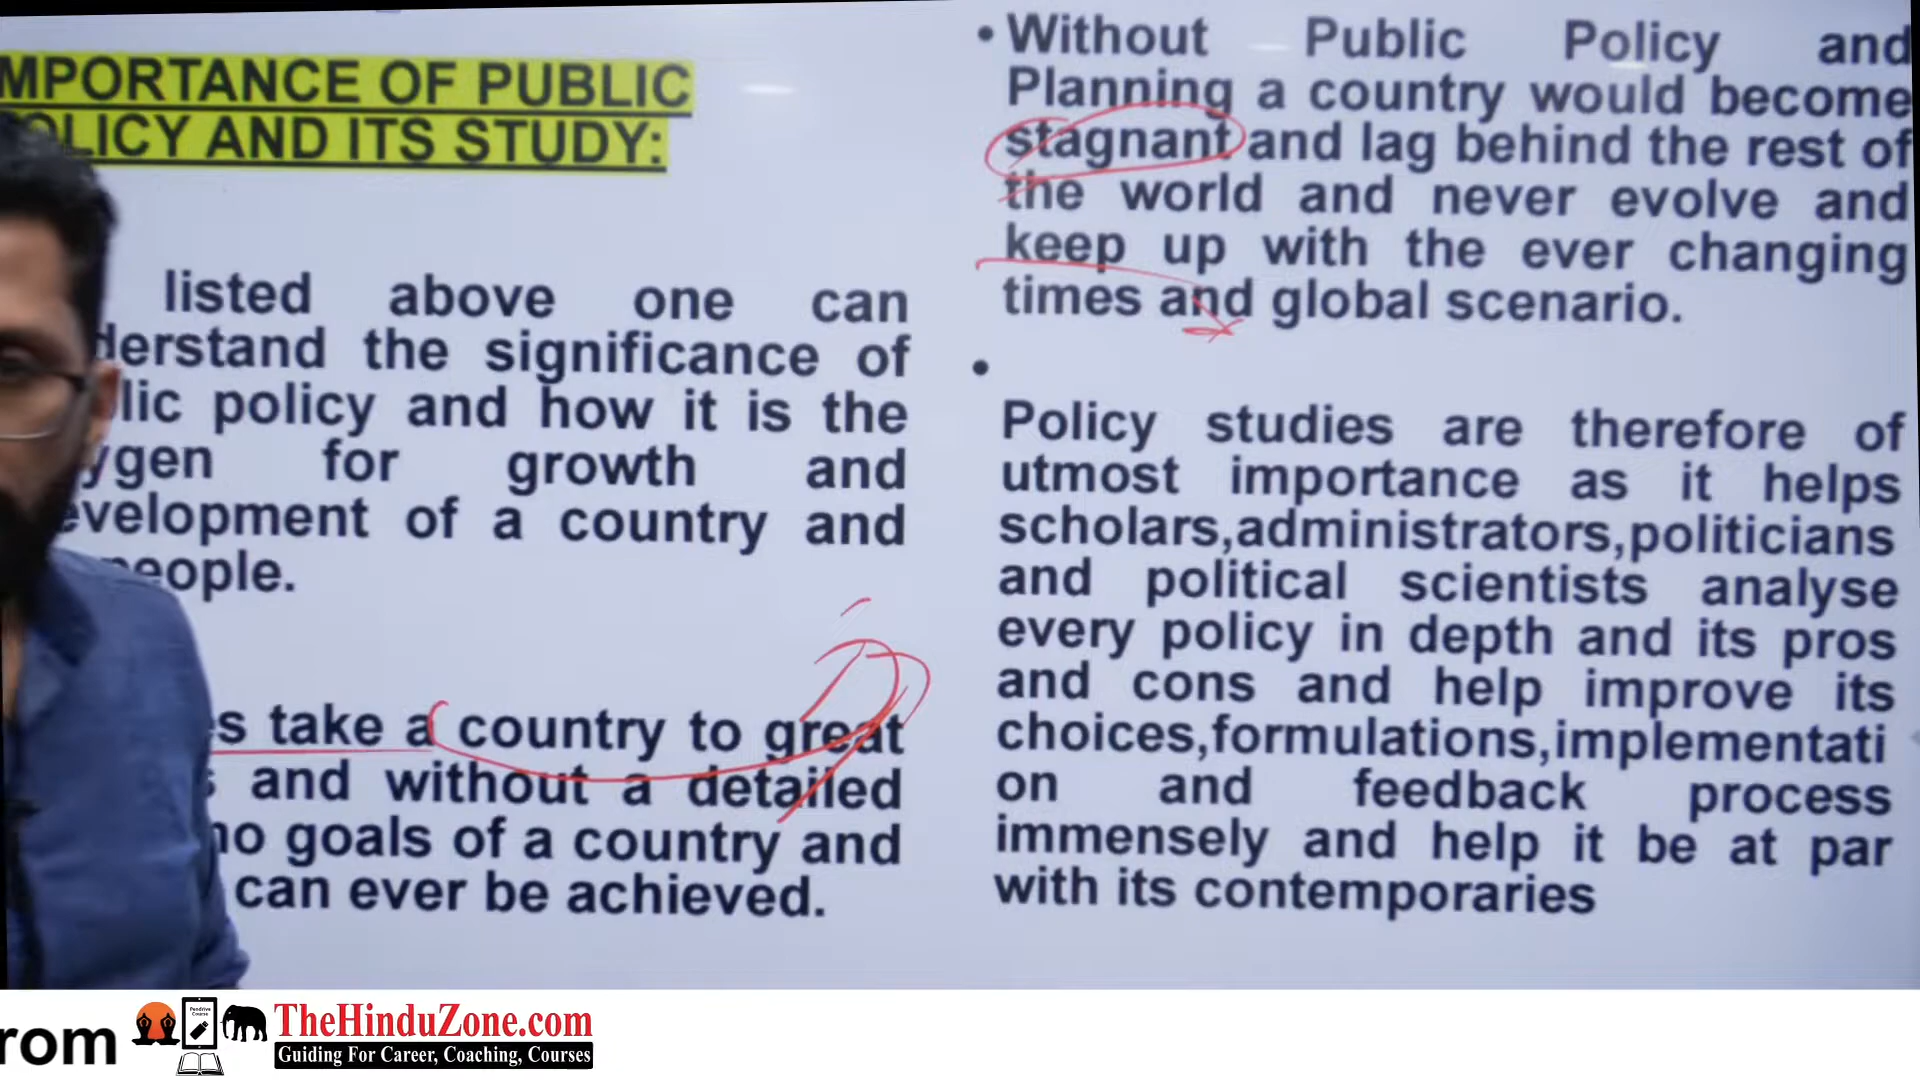 MPORTANCE OF PUBLIC
OLICY AND ITS STUDY:
listed above one can
derstand the significance of
lic policy and how it is the
ygen for growth and
evelopment of a country and
people.
s take a country to great
s and without a detailed
no goals of a country and
can ever be achieved.
• Without Public Policy and
Planning a country would become
stagnant and lag behind the rest of
the world and never evolve and
keep up with the ever changing
times and global scenario.
•
Policy studies are therefore of
utmost importance as it helps
scholars,administrators,politicians
and political scientists analyse
every policy in depth and its pros
and cons and help improve its
choices,formulations,implementati
on and feedback process
immensely and help it be at par
with its contemporaries
rom
TheHinduZone.com
Guiding For Career, Coaching, Courses